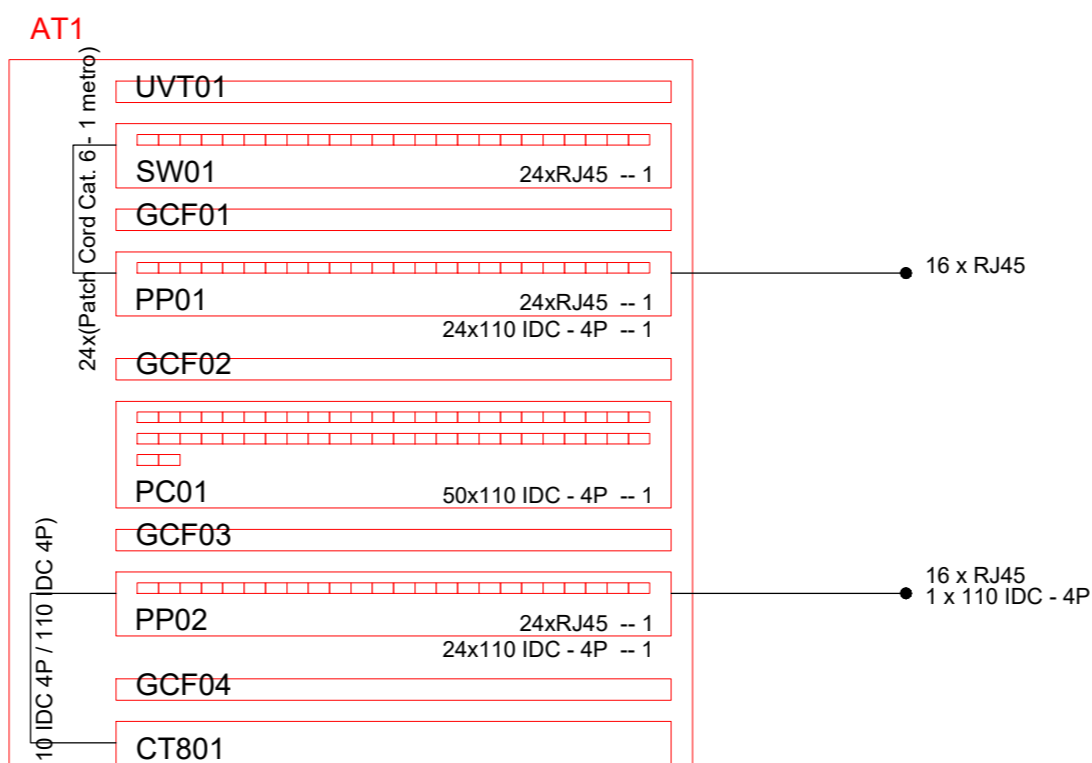 AT1
UVT01
24x(Patch Cord Cat. 6 - 1 metro)
SW01
24xRJ45 -- 1
GCF01
16 x RJ45
PP01
24xRJ45 -- 1
24x110 IDC - 4P -- 1
GCF02
PC01
50x110 IDC - 4P -- 1
GCF03
10 IDC 4P / 110 IDC 4P)
16 x RJ45
1 x 110 IDC - 4P
PP02
24xRJ45 -- 1
24x110 IDC - 4P -- 1
GCF04
CT801